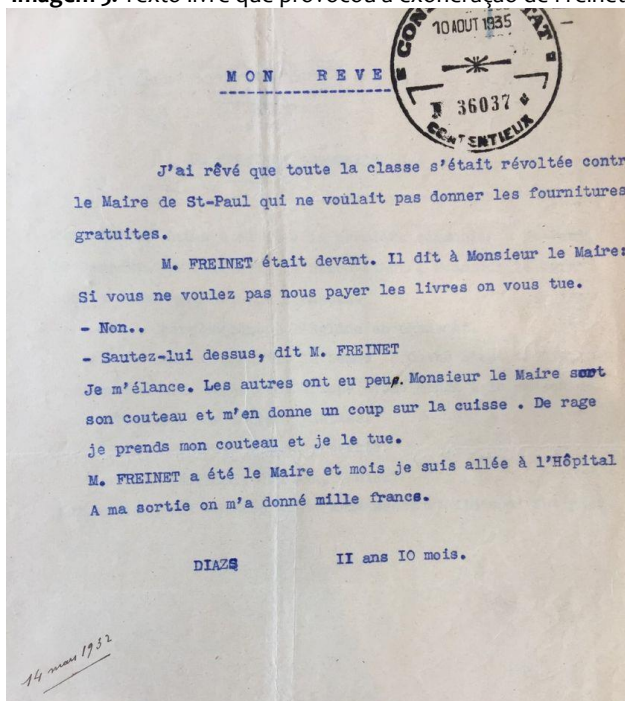 Imagem 3. Texto livre que provocou a exoneração de Freinet
10 AOUT 1935
36037
CONTENTIEUX
MON REVE
J'ai rêvé que toute la classe s'était révoltée contr
le Maire de St-Paul qui ne voulait pas donner les fournitures
gratuites.
M. FREINET était devant. Il dit à Monsieur le Maire:
Si vous ne voulez pas nous payer les livres on vous tue.
- Non..
- Sautez-lui dessus, dit M. FREINET
Je m'élance. Les autres ont eu peur. Monsieur le Maire sort
son couteau et m'en donne un coup sur la cuisse . De rage
je prends mon couteau et je le tue.
M. FREINET a été le Maire et mois je suis allée à l'Hôpital
A ma sortie on m'a donné mille francs.
DIAZS II ans IO mois.
14 mars 1932